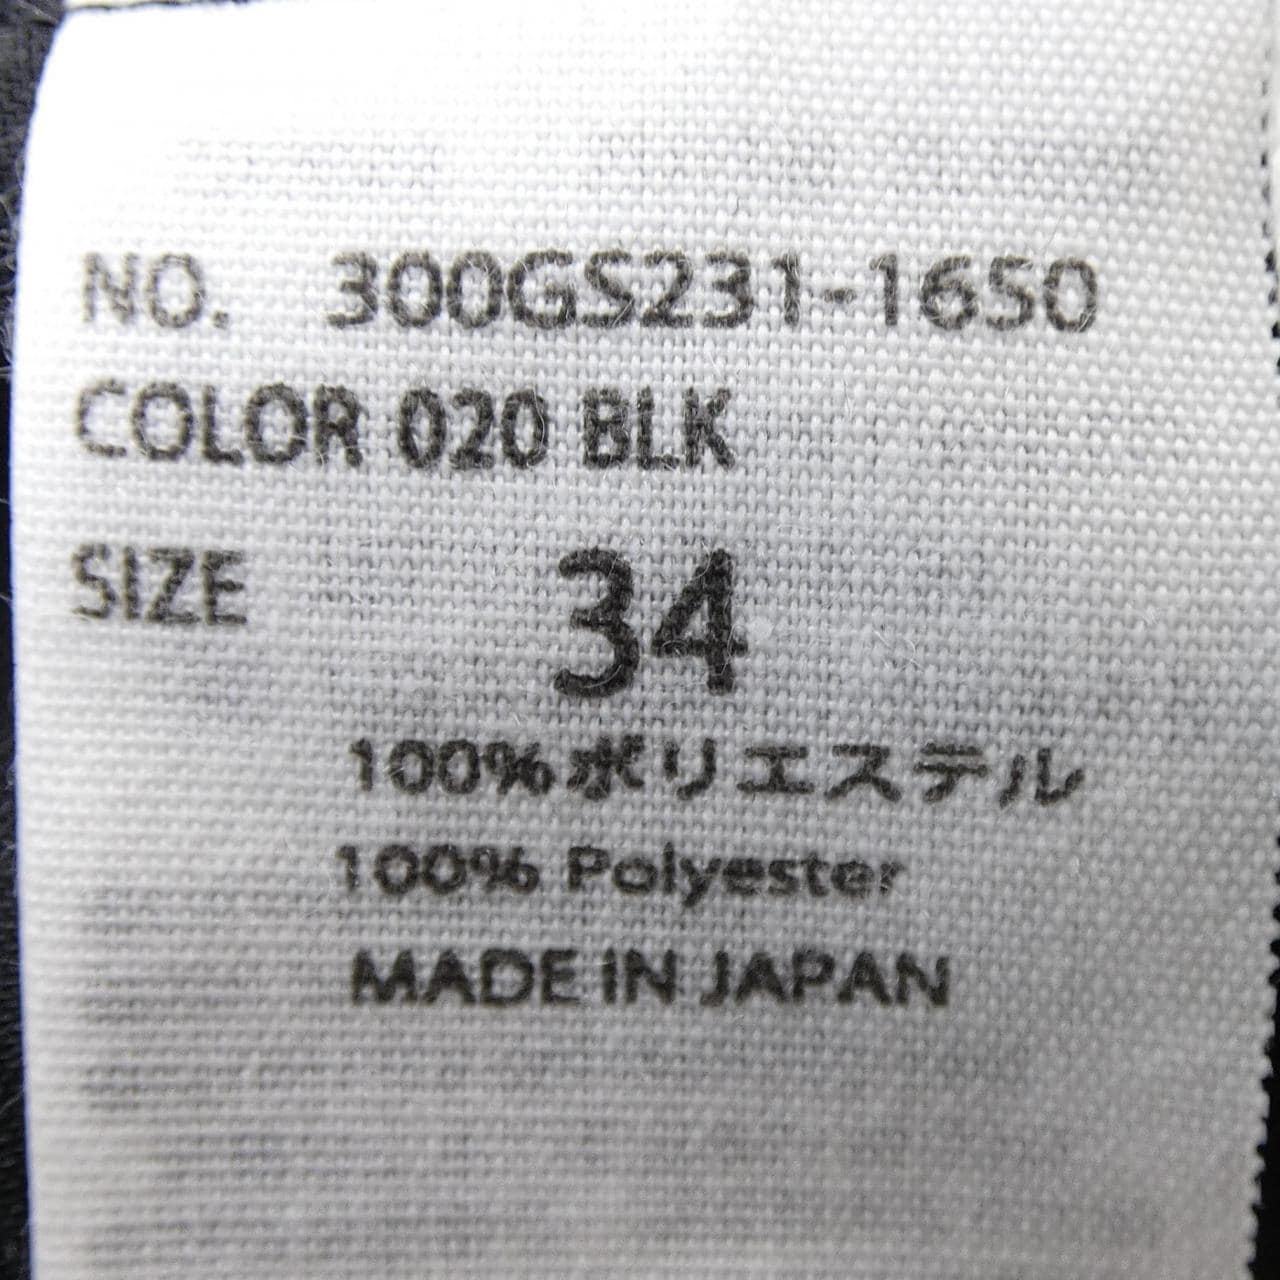 NO. 300GS231-1650
COLOR 020 BLK
SIZE 34
100%ポリエステル
100% Polyester
MADE IN JAPAN